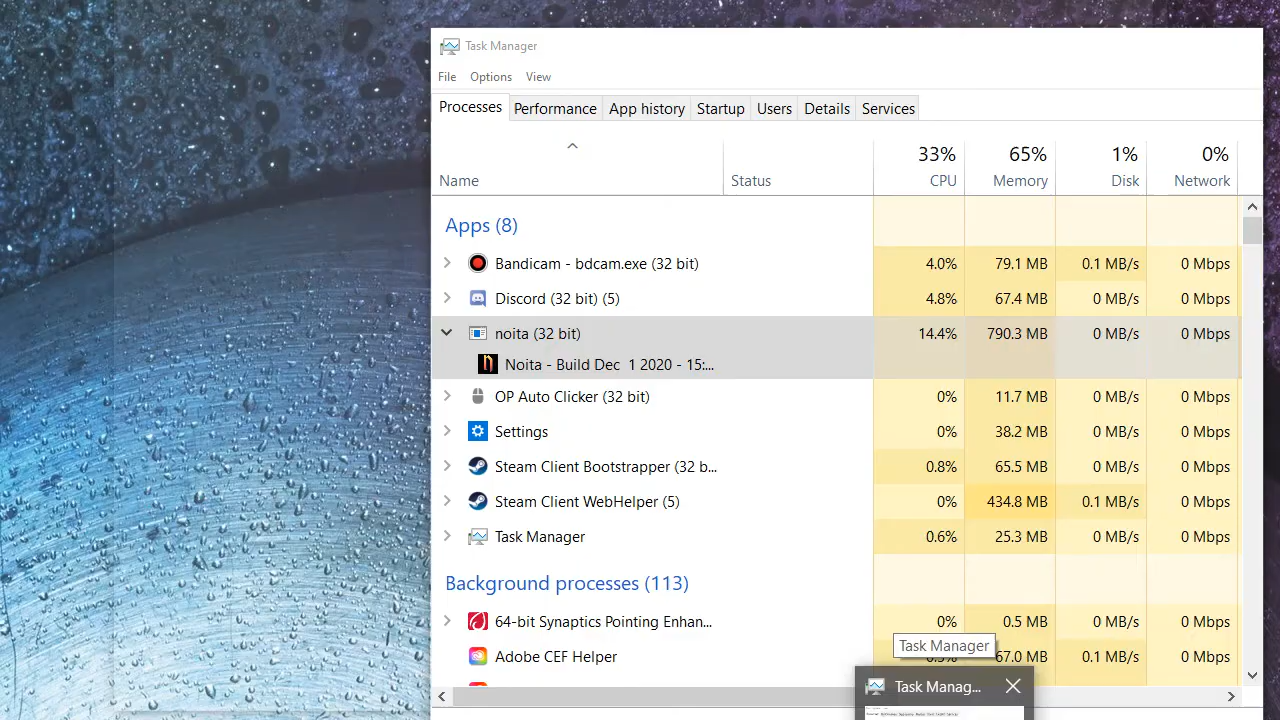 Task Manager
File Options View
Processes Performance App history Startup Users Details Services
33% 65% 1% 0%
Name Status CPU Memory Disk Network
Apps (8)
Bandicam - bdcam.exe (32 bit) 4.0% 79.1 MB 0.1 MB/s 0 Mbps
Discord (32 bit) (5) 4.8% 67.4 MB 0 MB/s 0 Mbps
noita (32 bit) 14.4% 790.3 MB 0 MB/s 0 Mbps
Noita - Build Dec 1 2020 - 15:...
OP Auto Clicker (32 bit) 0% 11.7 MB 0 MB/s 0 Mbps
Settings 0% 38.2 MB 0 MB/s 0 Mbps
Steam Client Bootstrapper (32 b... 0.8% 65.5 MB 0 MB/s 0 Mbps
Steam Client WebHelper (5) 0% 434.8 MB 0.1 MB/s 0 Mbps
Task Manager 0.6% 25.3 MB 0 MB/s 0 Mbps
Background processes (113)
64-bit Synaptics Pointing Enhan... 0% 0.5 MB 0 MB/s 0 Mbps
Task Manager
Adobe CEF Helper 67.0 MB 0.1 MB/s 0 Mbps
Task Manag...